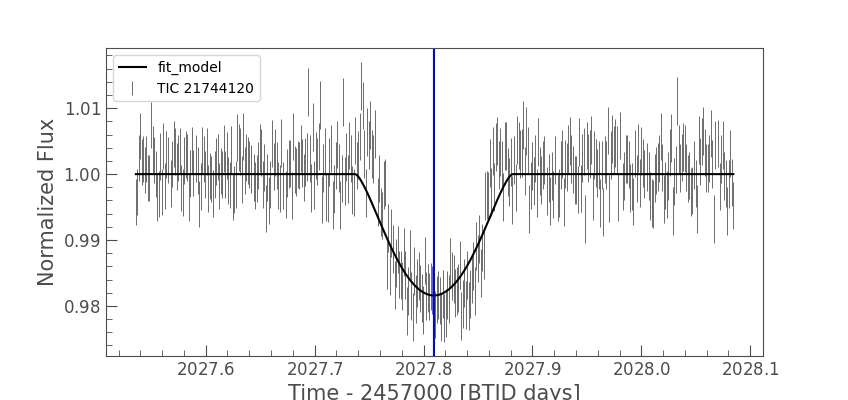 fit_model
TIC 21744120
1.01
1.00
0.99
0.98
Normalized Flux
2027.6 2027.7 2027.8 2027.9 2028.0 2028.1
Time - 2457000 [BTJD days]